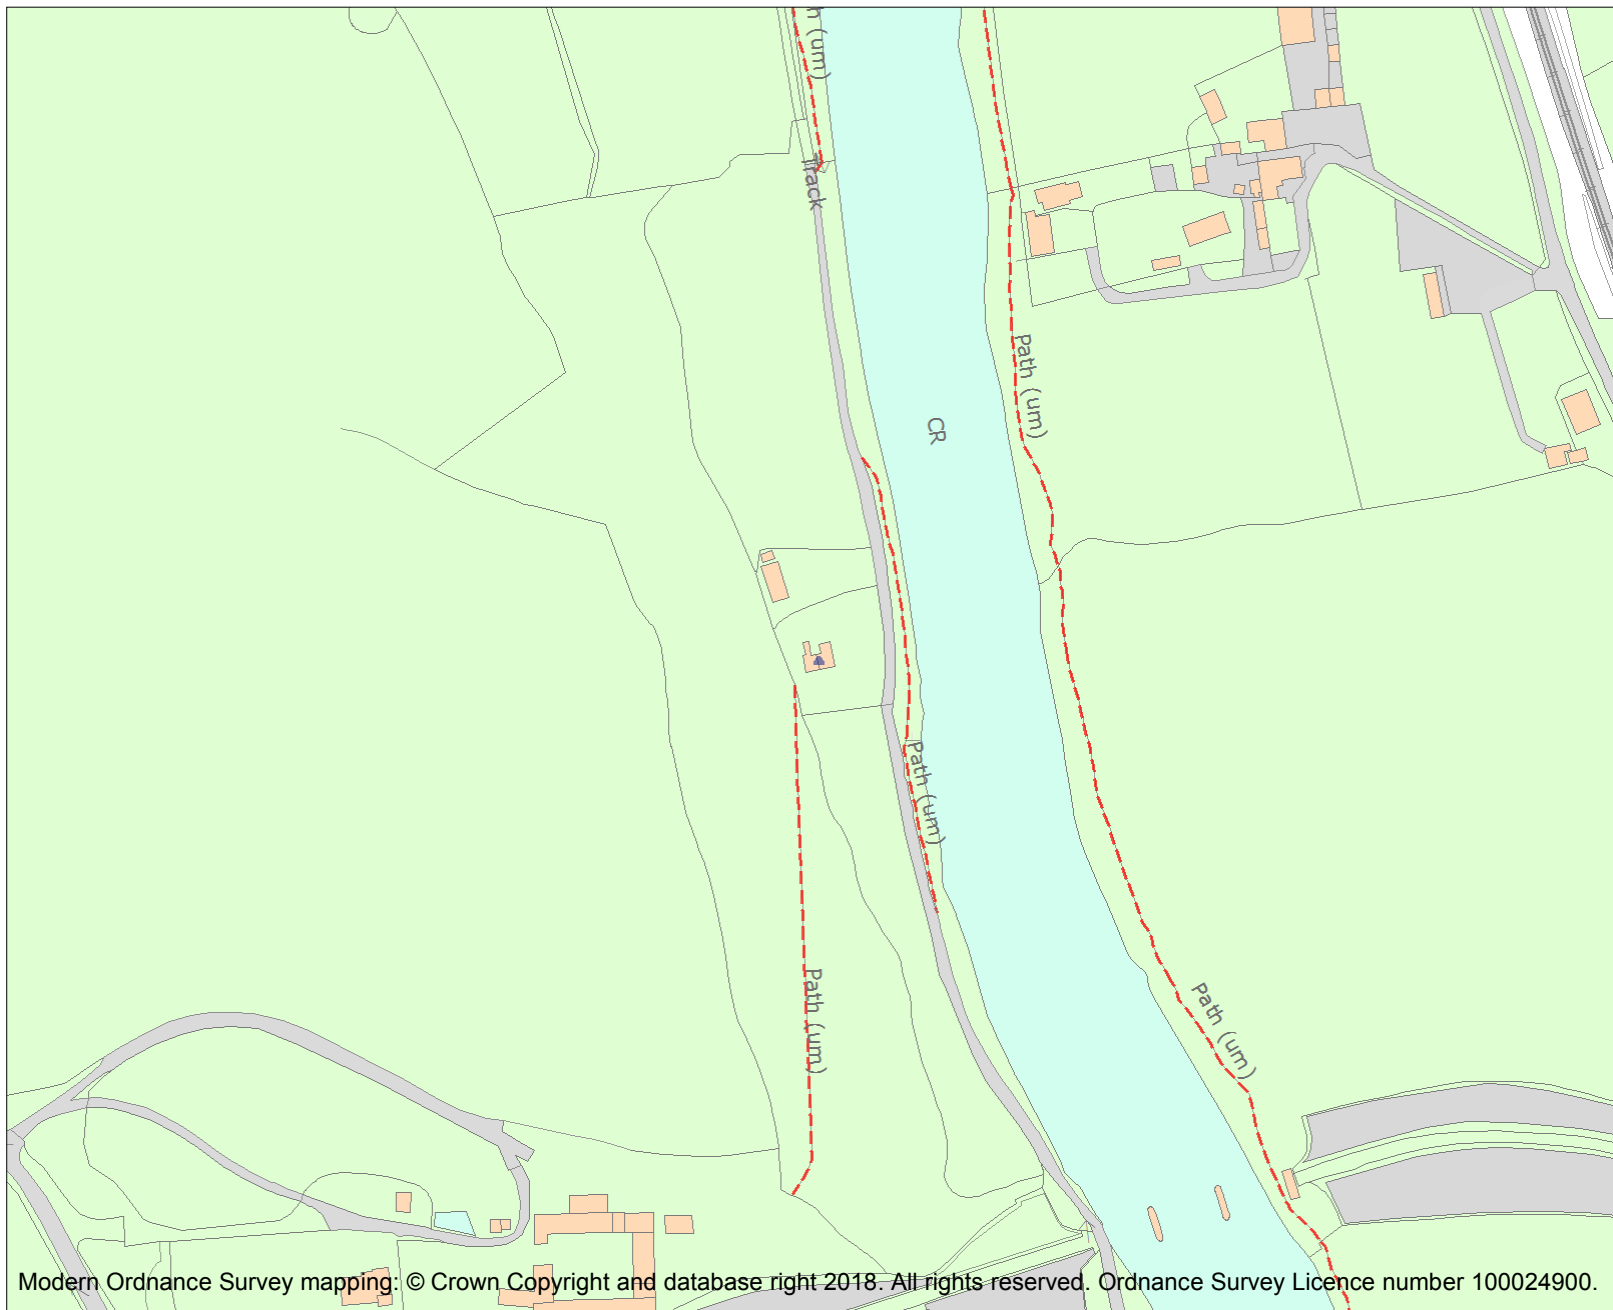 h (um)
Track
Path (um)
CR
Path (um)
Path (um)
Path (um)
Modern Ordnance Survey mapping: © Crown Copyright and database right 2018. All rights reserved. Ordnance Survey Licence number 100024900.